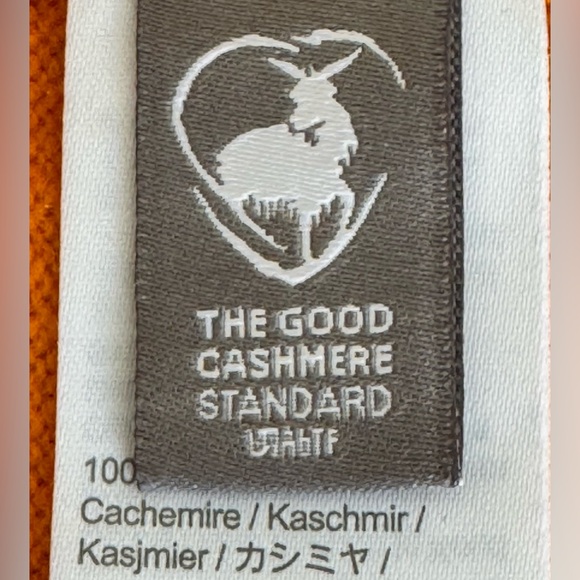 THE GOOD
CASHMERE
STANDARD
100
Cachemire / Kaschmir /
Kasjmier / カシミヤ /